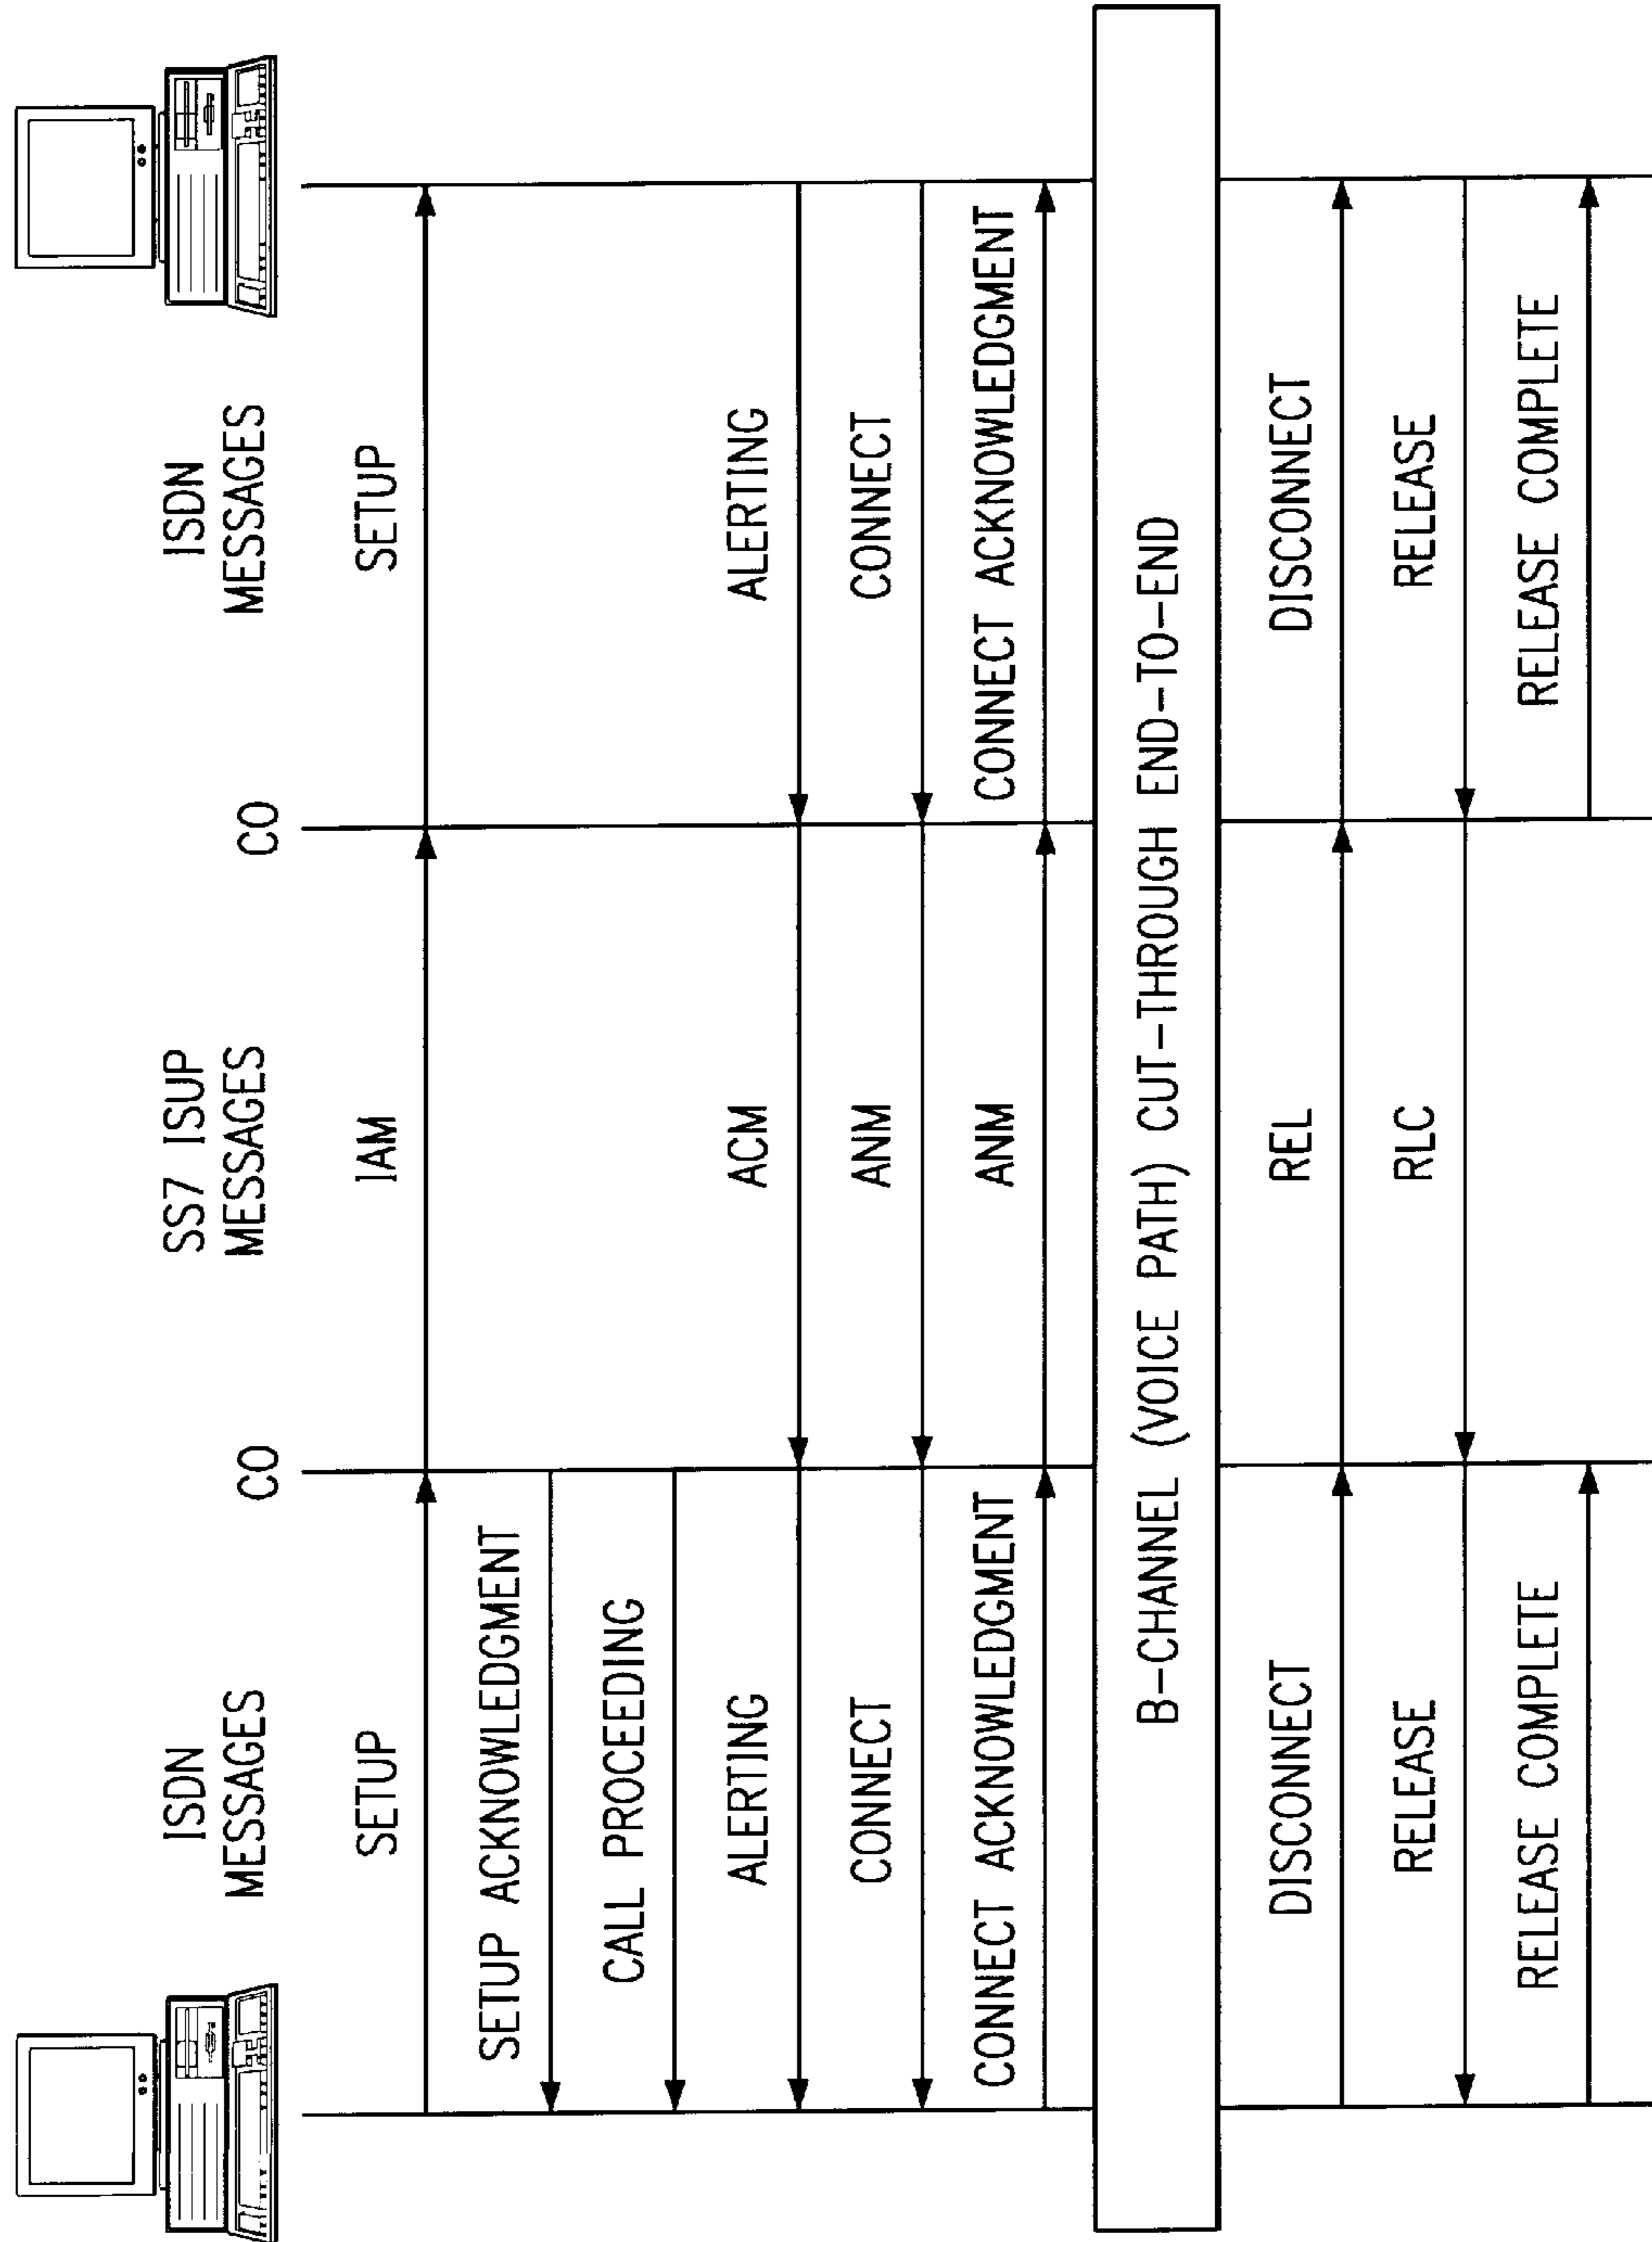 ISDN
MESSAGES
CO
SS7 ISUP
MESSAGES
CO
ISDN
MESSAGES
SETUP
IAM
SETUP
SETUP ACKNOWLEDGMENT
CALL PROCEEDING
ALERTING
ACM
ALERTING
CONNECT
ANM
CONNECT
CONNECT ACKNOWLEDGMENT
ANM
CONNECT ACKNOWLEDGMENT
B-CHANNEL (VOICE PATH) CUT-THROUGH END-TO-END
DISCONNECT
REL
DISCONNECT
RELEASE
RLC
RELEASE
RELEASE COMPLETE
RELEASE COMPLETE